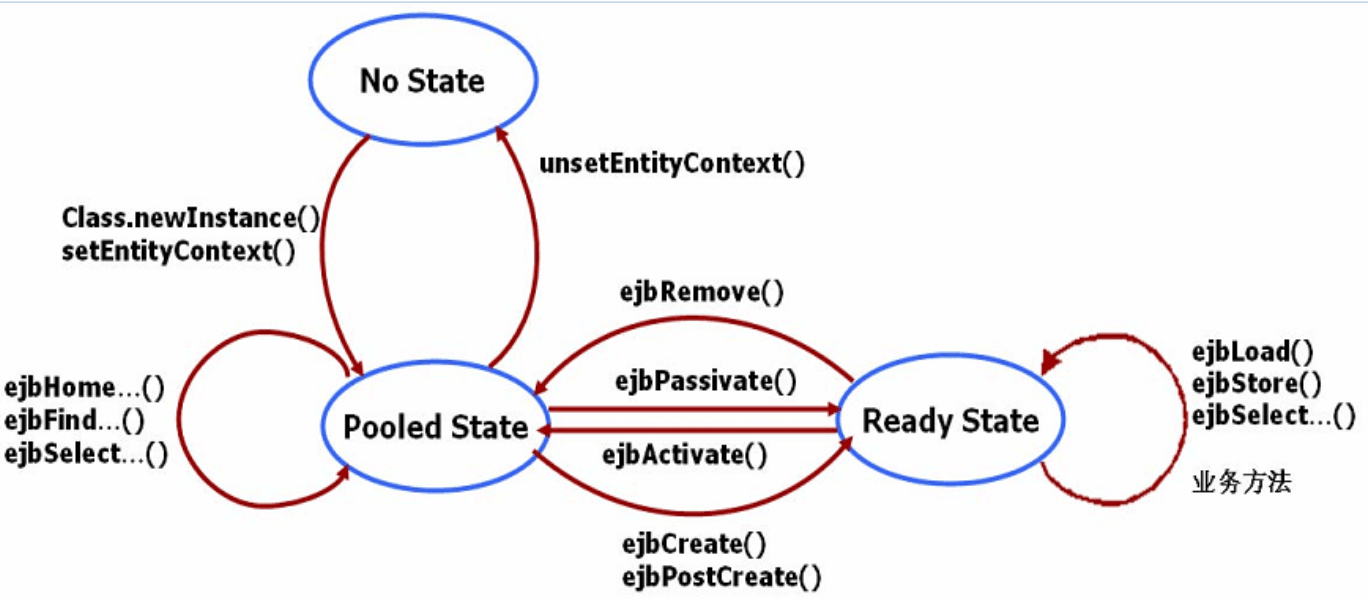 No State
unsetEntityContext()
Class.newInstance()
setEntityContext()
ejbRemove()
ejbHome...()
ejbFind...()
ejbSelect...()
Pooled State
ejbPassivate()
ejbActivate()
Ready State
ejbLoad()
ejbStore()
ejbSelect...()
业务方法
ejbCreate()
ejbPostCreate()